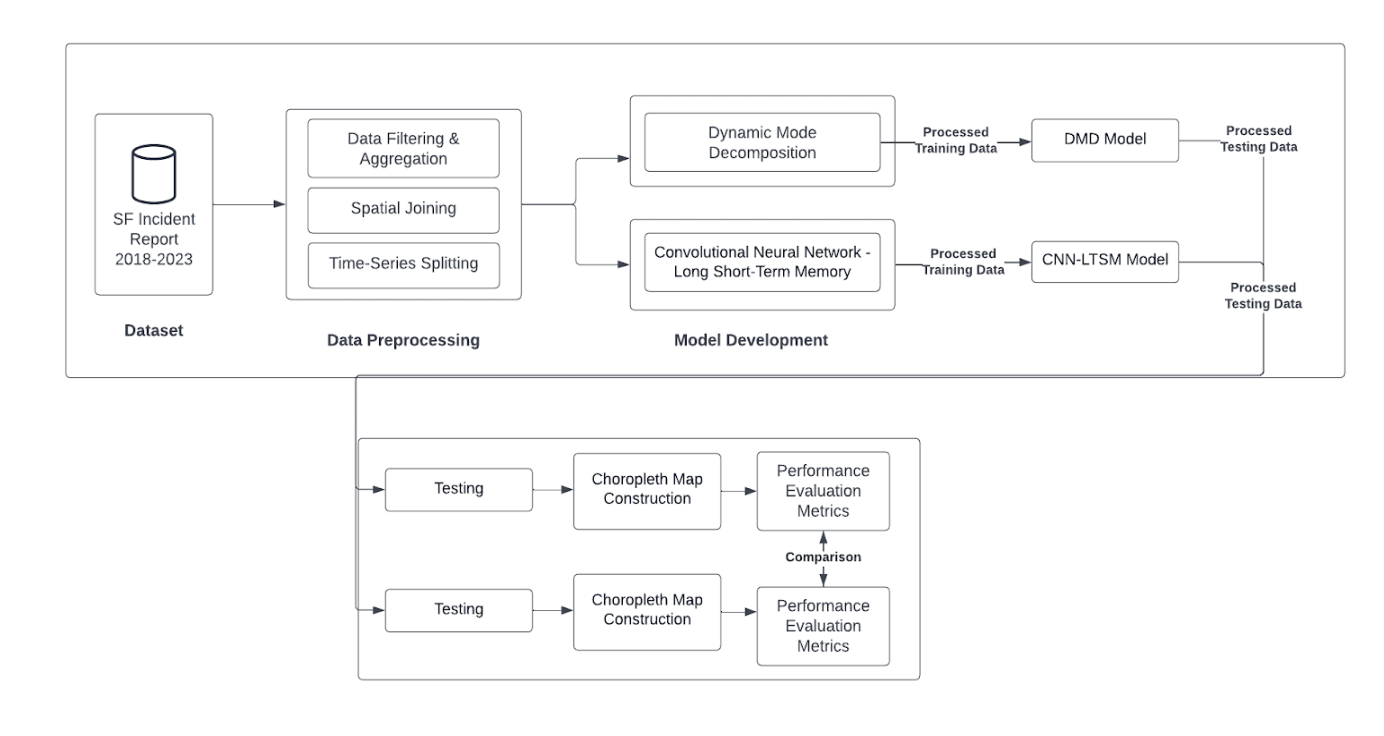 SF Incident
Report
2018-2023
Dataset
Data Filtering &
Aggregation
Spatial Joining
Time-Series Splitting
Data Preprocessing
Dynamic Mode
Decomposition
Convolutional Neural Network -
Long Short-Term Memory
Model Development
Processed
Training Data
DMD Model
Processed
Testing Data
Processed
Training Data
CNN-LTSM Model
Processed
Testing Data
Testing
Choropleth Map
Construction
Performance
Evaluation
Metrics
Comparison
Testing
Choropleth Map
Construction
Performance
Evaluation
Metrics